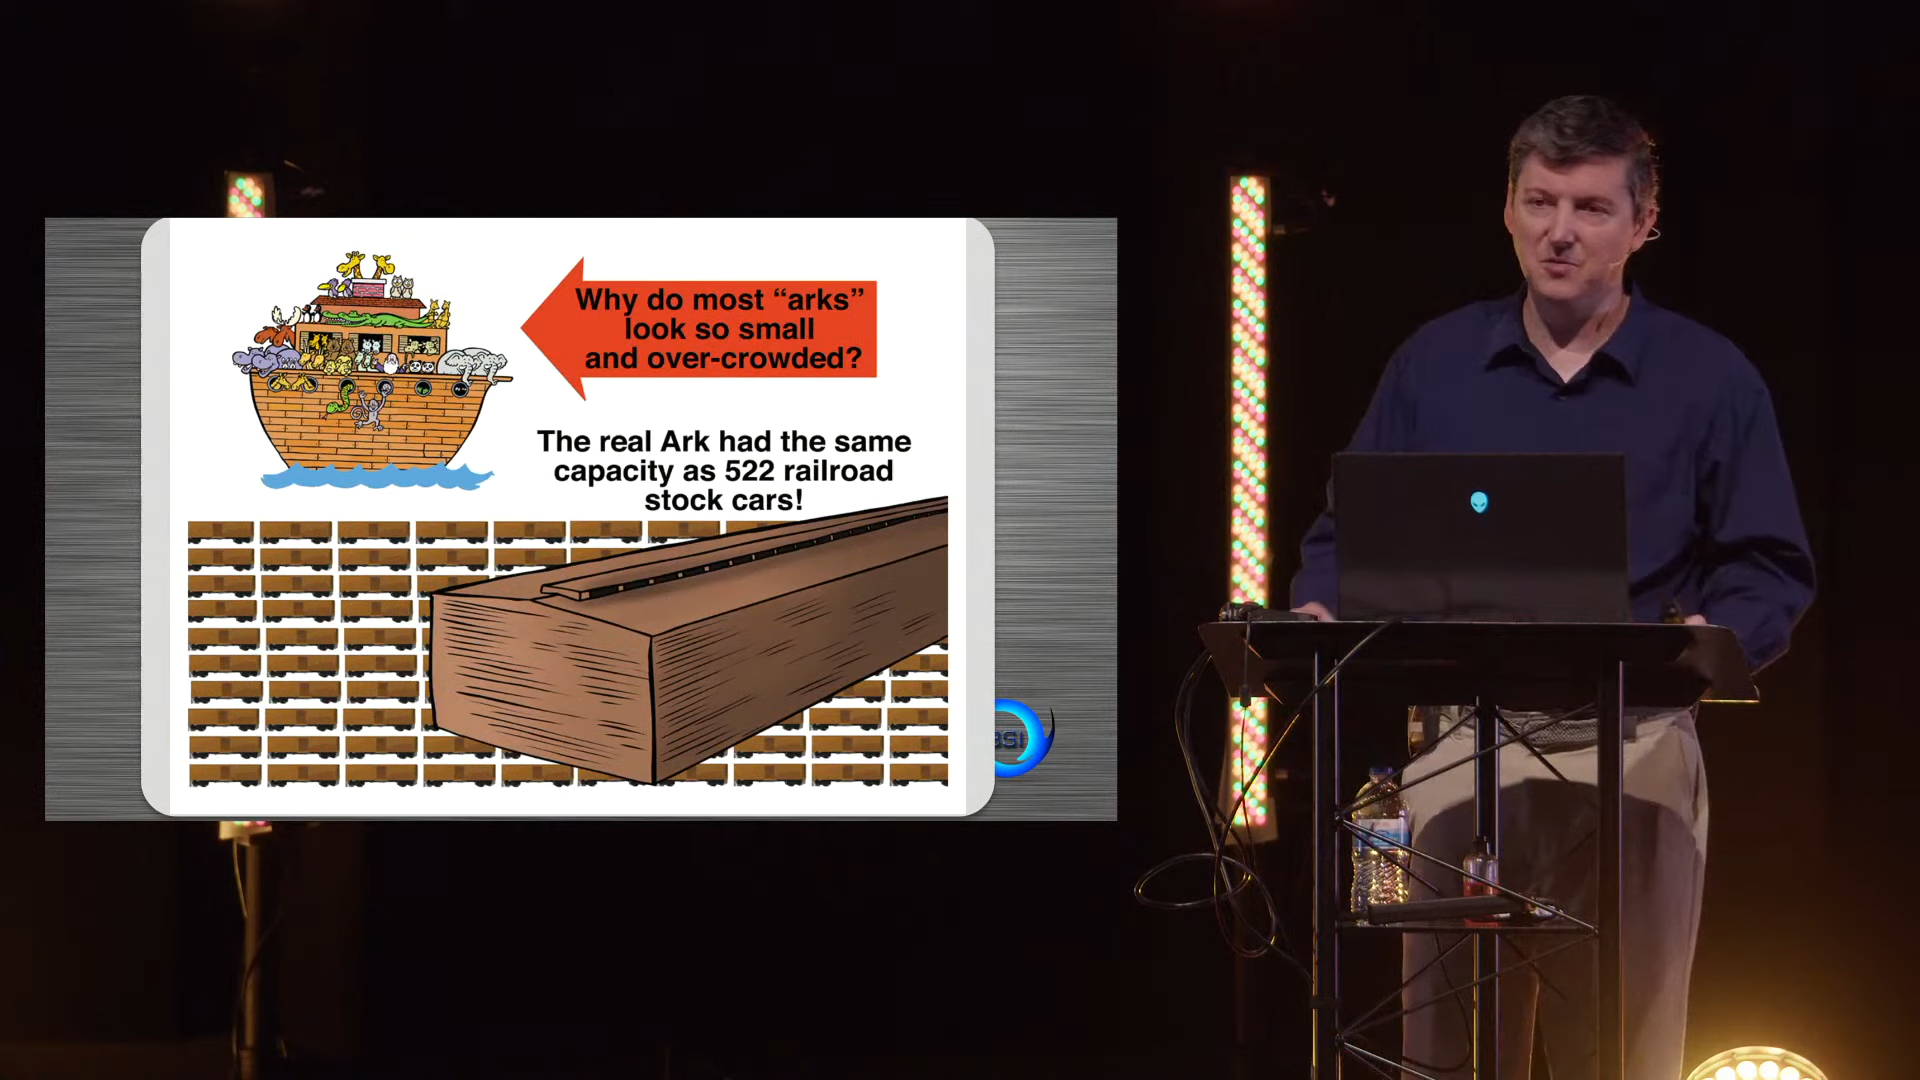 Why do most “arks”
look so small
and over-crowded?
The real Ark had the same
capacity as 522 railroad
stock cars!